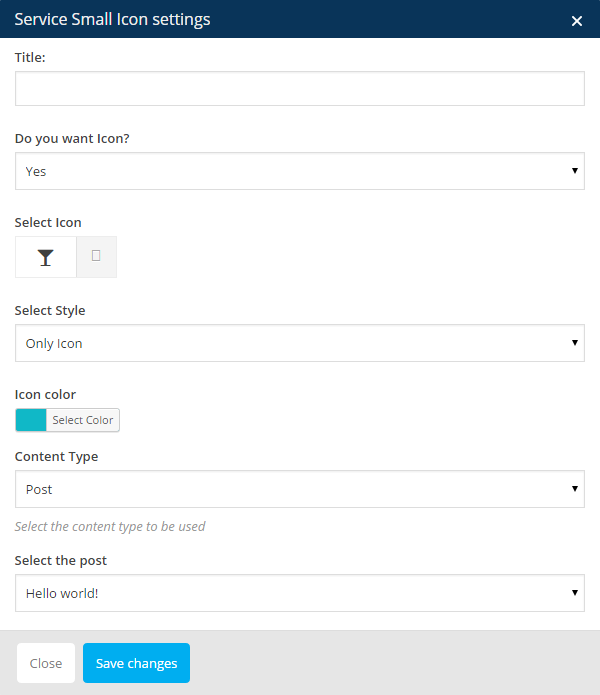 Service Small Icon settings
Title:
Do you want Icon?
Yes
Select Icon
Select Style
Only Icon
Icon color
Select Color
Content Type
Post
Select the content type to be used
Select the post
Hello world!
Close
Save changes